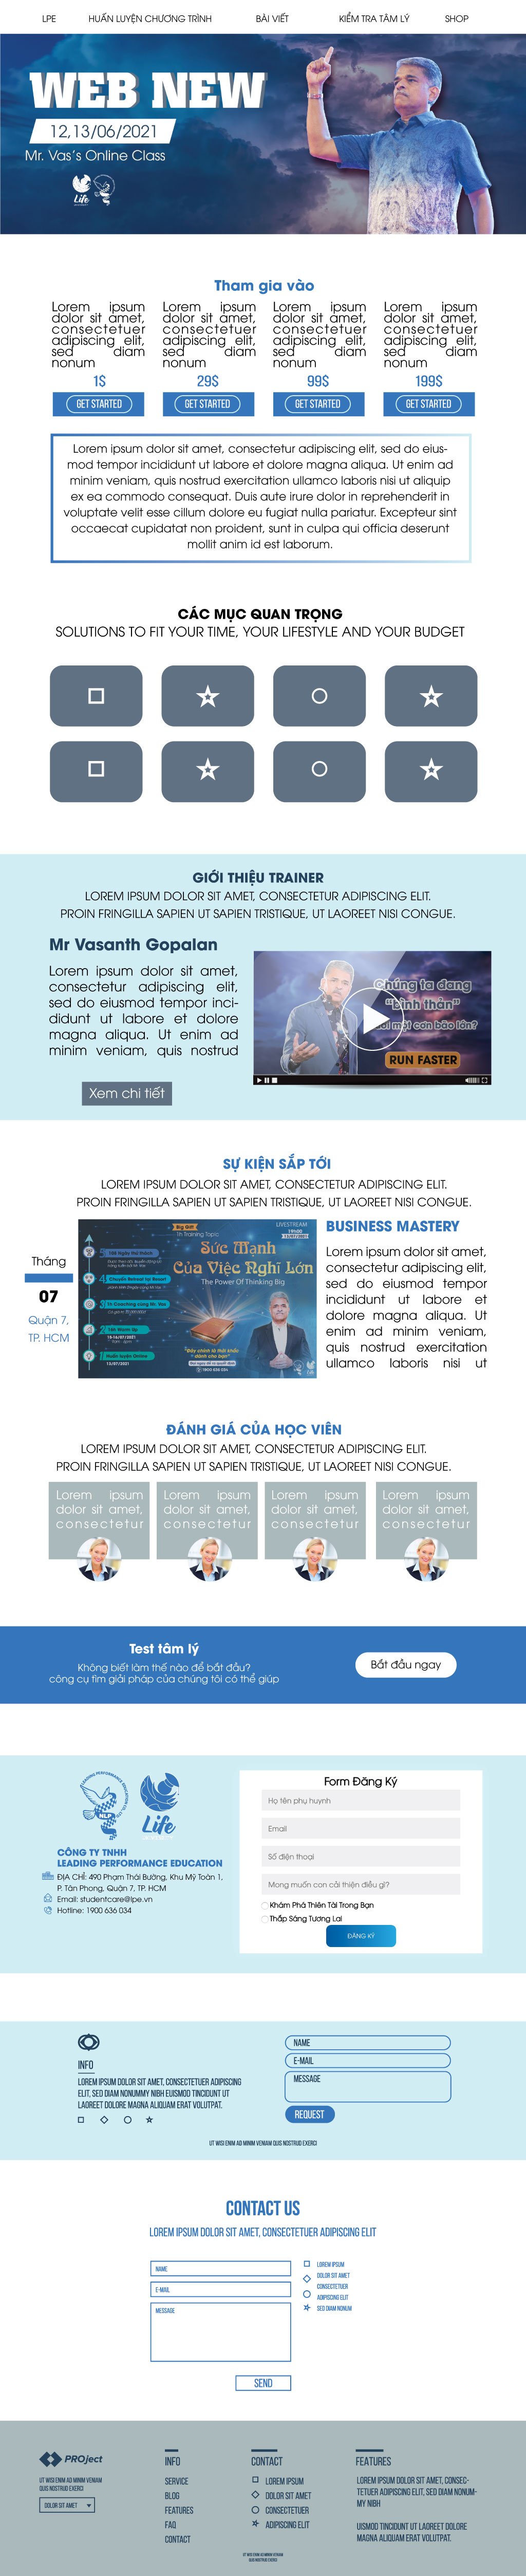 LPE
HUẤN LUYỆN CHƯƠNG TRÌNH
BÀI VIẾT
KIỂM TRA TÂM LÝ
SHOP
WEB NEW
12,13/06/2021
Mr. Vas's Online Class
Life
Tham gia vào
Lorem ipsum
dolor sit amet,
consectetuer
adipiscing elit,
sed diam
nonum
1$
GET STARTED
Lorem ipsum
dolor sit amet,
consectetuer
adipiscing elit,
sed diam
nonum
29$
GET STARTED
Lorem ipsum
dolor sit amet,
consectetuer
adipiscing elit,
sed diam
nonum
99$
GET STARTED
Lorem ipsum
dolor sit amet,
consectetuer
adipiscing elit,
sed diam
nonum
199$
GET STARTED
Lorem ipsum dolor sit amet, consectetur adipiscing elit, sed do eius-
mod tempor incididunt ut labore et dolore magna aliqua. Ut enim ad
minim veniam, quis nostrud exercitation ullamco laboris nisi ut aliquip
ex ea commodo consequat. Duis aute irure dolor in reprehenderit in
voluptate velit esse cillum dolore eu fugiat nulla pariatur. Excepteur sint
occaecat cupidatat non proident, sunt in culpa qui officia deserunt
mollit anim id est laborum.
CÁC MỤC QUAN TRỌNG
SOLUTIONS TO FIT YOUR TIME, YOUR LIFESTYLE AND YOUR BUDGET
GIỚI THIỆU TRAINER
LOREM IPSUM DOLOR SIT AMET, CONSECTETUR ADIPISCING ELIT.
PROIN FRINGILLA SAPIEN UT SAPIEN TRISTIQUE, UT LAOREET NISI CONGUE.
Mr Vasanth Gopalan
Lorem ipsum dolor sit amet,
consectetur adipiscing elit,
sed do eiusmod tempor inci-
didunt ut labore et dolore
magna aliqua. Ut enim ad
minim veniam, quis nostrud
Xem chi tiết
Chúng ta đang
"bình thản"
một cơn bão lớn?
RUN FASTER
SỰ KIỆN SẮP TỚI
LOREM IPSUM DOLOR SIT AMET, CONSECTETUR ADIPISCING ELIT.
PROIN FRINGILLA SAPIEN UT SAPIEN TRISTIQUE, UT LAOREET NISI CONGUE.
Tháng
07
Quận 7,
TP. HCM
Big Gift
1h Training Topic
LIVESTREAM
19h00
Sức Mạnh
Của Việc Nghĩ Lớn
The Power Of Thinking Big
BUSINESS MASTERY
Lorem ipsum dolor sit amet,
consectetur adipiscing elit,
sed do eiusmod tempor
incididunt ut labore et
dolore magna aliqua. Ut
enim ad minim veniam,
quis nostrud exercitation
ullamco laboris nisi ut
ĐÁNH GIÁ CỦA HỌC VIÊN
LOREM IPSUM DOLOR SIT AMET, CONSECTETUR ADIPISCING ELIT.
PROIN FRINGILLA SAPIEN UT SAPIEN TRISTIQUE, UT LAOREET NISI CONGUE.
Lorem ipsum
dolor sit amet,
consectetur
Lorem ipsum
dolor sit amet,
consectetur
Lorem ipsum
dolor sit amet,
consectetur
Lorem ipsum
dolor sit amet,
consectetur
Test tâm lý
Không biết làm thế nào để bắt đầu?
công cụ tìm giải pháp của chúng tôi có thể giúp
Bắt đầu ngay
Life
CÔNG TY TNHH
LEADING PERFORMANCE EDUCATION
ĐỊA CHỈ: 490 Phạm Thái Bường, Khu Mỹ Toàn 1,
P. Tân Phong, Quận 7, TP. HCM
Email: studentcare@lpe.vn
Hotline: 1900 636 034
Form Đăng Ký
Họ tên phụ huynh
Email
Số điện thoại
Mong muốn con cải thiện điều gì?
Khám Phá Thiên Tài Trong Bạn
Thắp Sáng Tương Lai
ĐĂNG KÝ
INFO
LOREM IPSUM DOLOR SIT AMET, CONSECTETUER ADIPISCING
ELIT, SED DIAM NONUMMY NIBH EUISMOD TINCIDUNT UT
LAOREET DOLORE MAGNA ALIQUAM ERAT VOLUTPAT.
NAME
E-MAIL
MESSAGE
REQUEST
UT WISI ENIM AD MINIM VENIAM QUIS NOSTRUD EXERCI
CONTACT US
LOREM IPSUM DOLOR SIT AMET, CONSECTETUER ADIPISCING ELIT
NAME
E-MAIL
MESSAGE
SEND
LOREM IPSUM
DOLOR SIT AMET
CONSECTETUER
ADIPISCING ELIT
SED DIAM NONUM
PROject
UT WISI ENIM AD MINIM VENIAM
QUIS NOSTRUD EXERCI
DOLOR SIT AMET
INFO
SERVICE
BLOG
FEATURES
FAQ
CONTACT
CONTACT
LOREM IPSUM
DOLOR SIT AMET
CONSECTETUER
ADIPISCING ELIT
FEATURES
LOREM IPSUM DOLOR SIT AMET, CONSEC-
TETUER ADIPISCING ELIT, SED DIAM NONUM-
MY NIBH
UISMOD TINCIDUNT UT LAOREET DOLORE
MAGNA ALIQUAM ERAT VOLUTPAT.
UT WISI ENIM AD MINIM VENIAM
QUIS NOSTRUD EXERCI